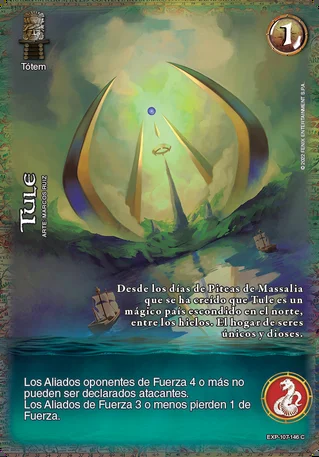 1
Tótem
© 2022 FENIX ENTERTAINMENT S.P.A.
TULE
ARTE: MARCOS RUIZ
Desde los días de Piteas de Massalia
que se ha creído que Tule es un
mágico país escondido en el norte,
entre los hielos. El hogar de seres
únicos y dioses.
Los Aliados oponentes de Fuerza 4 o más no
pueden ser declarados atacantes.
Los Aliados de Fuerza 3 o menos pierden 1 de
Fuerza.
EXP-107-146 C